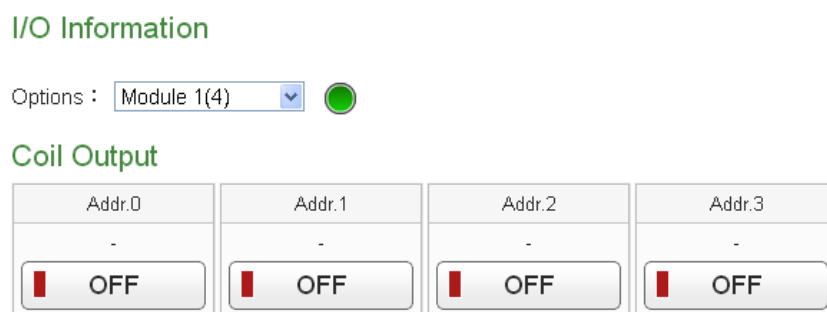 I/O Information
Options : Module 1(4)
Coil Output
Addr.0 Addr.1 Addr.2 Addr.3
- - - -
OFF OFF OFF OFF